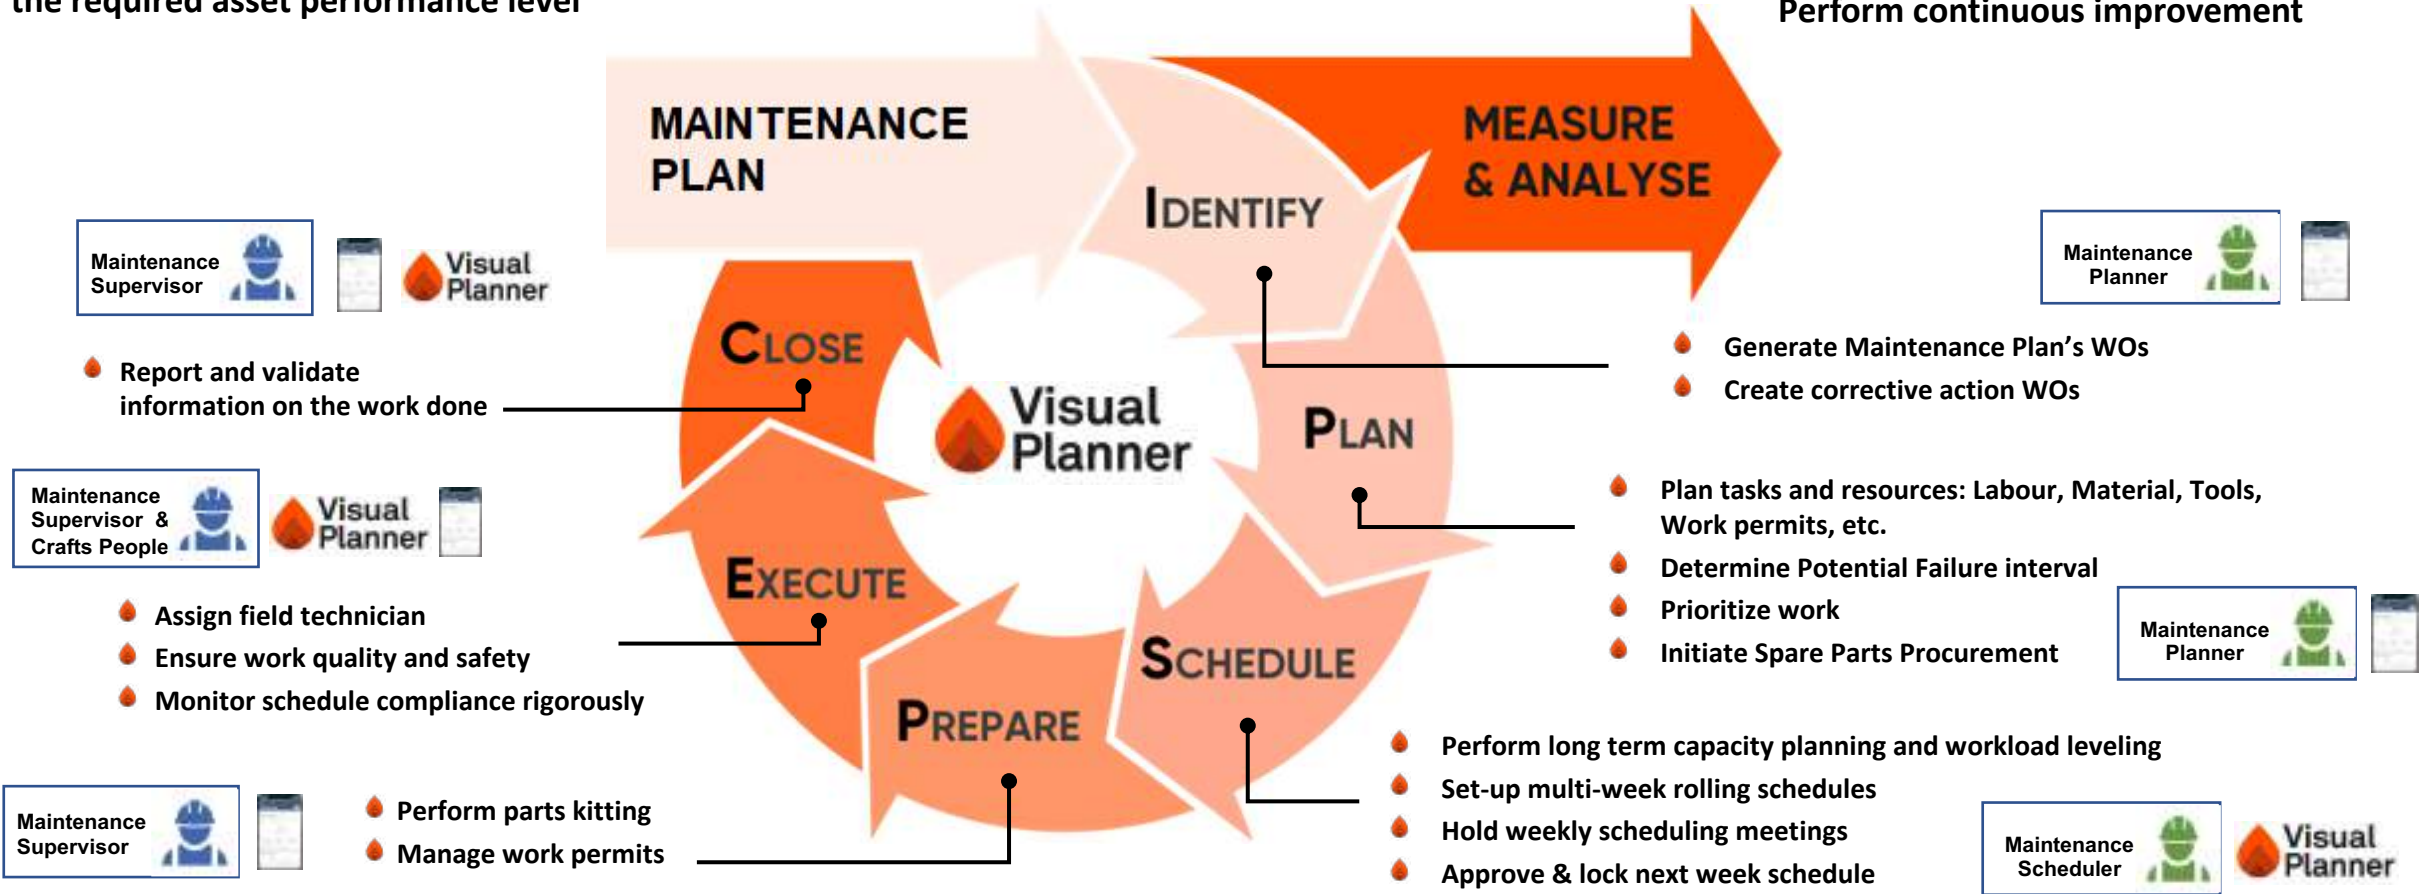 the required asset performance level
Perform continuous improvement
MAINTENANCE
PLAN
MEASURE
& ANALYSE
IDENTIFY
Maintenance
Supervisor
Visual
Planner
Maintenance
Planner
CLOSE
Generate Maintenance Plan’s WOs
Create corrective action WOs
Report and validate
information on the work done
Visual
Planner
PLAN
Maintenance
Supervisor &
Crafts People
Visual
Planner
Plan tasks and resources: Labour, Material, Tools,
Work permits, etc.
Determine Potential Failure interval
Prioritize work
Initiate Spare Parts Procurement
Maintenance
Planner
EXECUTE
Assign field technician
Ensure work quality and safety
Monitor schedule compliance rigorously
SCHEDULE
PREPARE
Perform long term capacity planning and workload leveling
Set-up multi-week rolling schedules
Hold weekly scheduling meetings
Approve & lock next week schedule
Maintenance
Scheduler
Visual
Planner
Maintenance
Supervisor
Perform parts kitting
Manage work permits